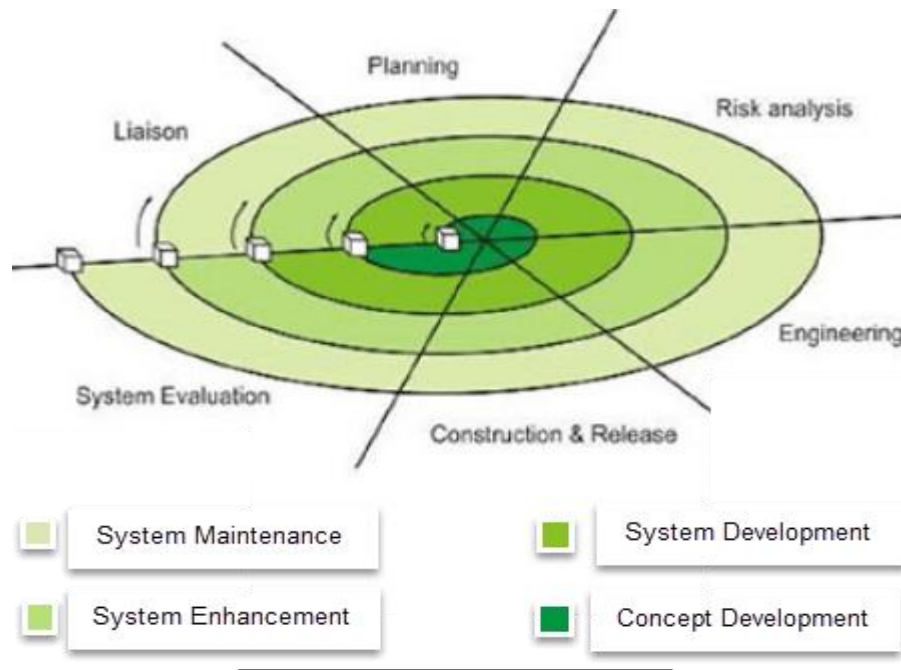 Planning
Risk analysis
Liaison
Engineering
System Evaluation
Construction & Release
System Maintenance
System Development
System Enhancement
Concept Development